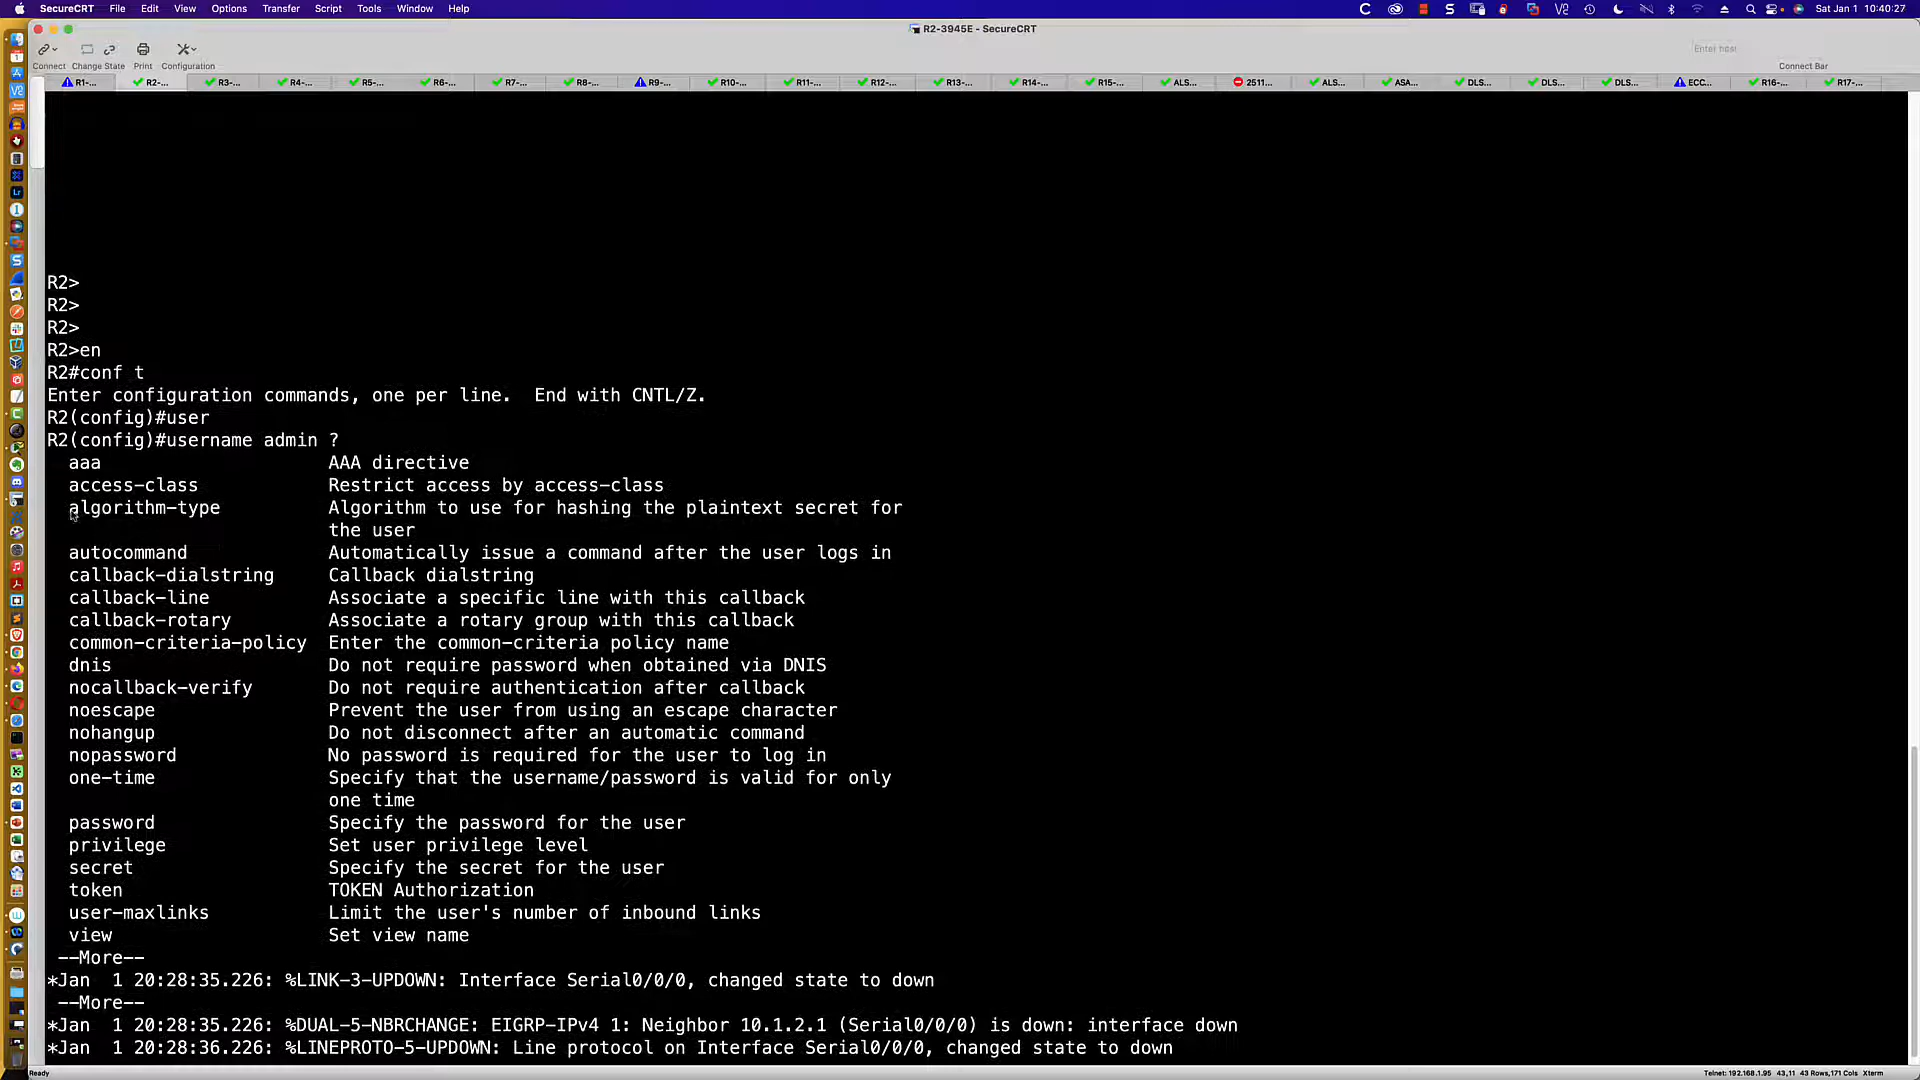 SecureCRT File Edit View Options Transfer Script Tools Window Help Sat Jan 1 10:40:27
R2-3945E - SecureCRT
Enter host
Connect Change State Print Configuration Connect Bar
R1-... R2-... R3-... R4-... R5-... R6-... R7-... R8-... R9-... R10-... R11-... R12-... R13-... R14-... R15-... ALS... 2511... ALS... ASA... DLS... DLS... DLS... ECC... R16-... R17-...
R2>
R2>
R2>
R2>en
R2#conf t
Enter configuration commands, one per line.  End with CNTL/Z.
R2(config)#user
R2(config)#username admin ?
aaa AAA directive
access-class Restrict access by access-class
algorithm-type Algorithm to use for hashing the plaintext secret for
the user
autocommand Automatically issue a command after the user logs in
callback-dialstring Callback dialstring
callback-line Associate a specific line with this callback
callback-rotary Associate a rotary group with this callback
common-criteria-policy Enter the common-criteria policy name
dnis Do not require password when obtained via DNIS
nocallback-verify Do not require authentication after callback
noescape Prevent the user from using an escape character
nohangup Do not disconnect after an automatic command
nopassword No password is required for the user to log in
one-time Specify that the username/password is valid for only
one time
password Specify the password for the user
privilege Set user privilege level
secret Specify the secret for the user
token TOKEN Authorization
user-maxlinks Limit the user's number of inbound links
view Set view name
--More--
*Jan  1 20:28:35.226: %LINK-3-UPDOWN: Interface Serial0/0/0, changed state to down
--More--
*Jan  1 20:28:35.226: %DUAL-5-NBRCHANGE: EIGRP-IPv4 1: Neighbor 10.1.2.1 (Serial0/0/0) is down: interface down
*Jan  1 20:28:36.226: %LINEPROTO-5-UPDOWN: Line protocol on Interface Serial0/0/0, changed state to down
Ready Telnet: 192.168.1.95 43,11 43 Rows,171 Cols Xterm